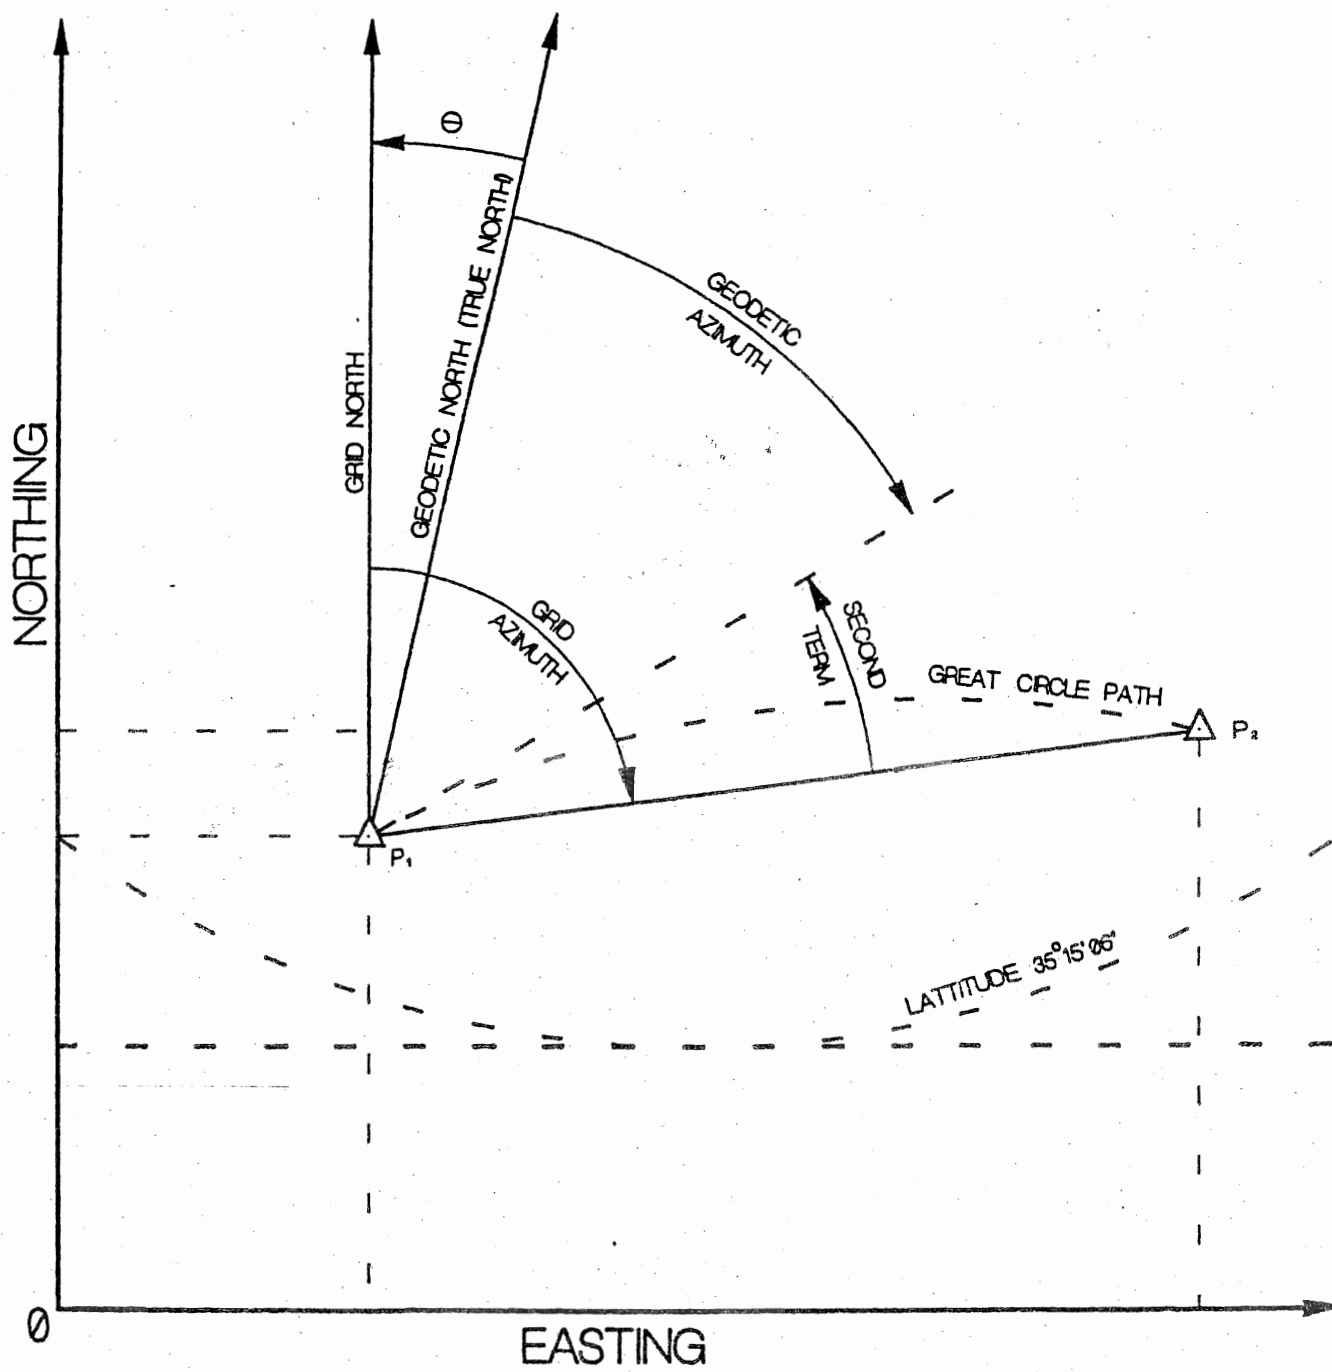 Θ
GEODETIC NORTH (TRUE NORTH)
GRID NORTH
GEODETIC
AZIMUTH
NORTHING
GRID
AZIMUTH
SECOND
TERM
GREAT CIRCLE PATH
P₂
P₁
LATTITUDE 35°15'06"
0
EASTING